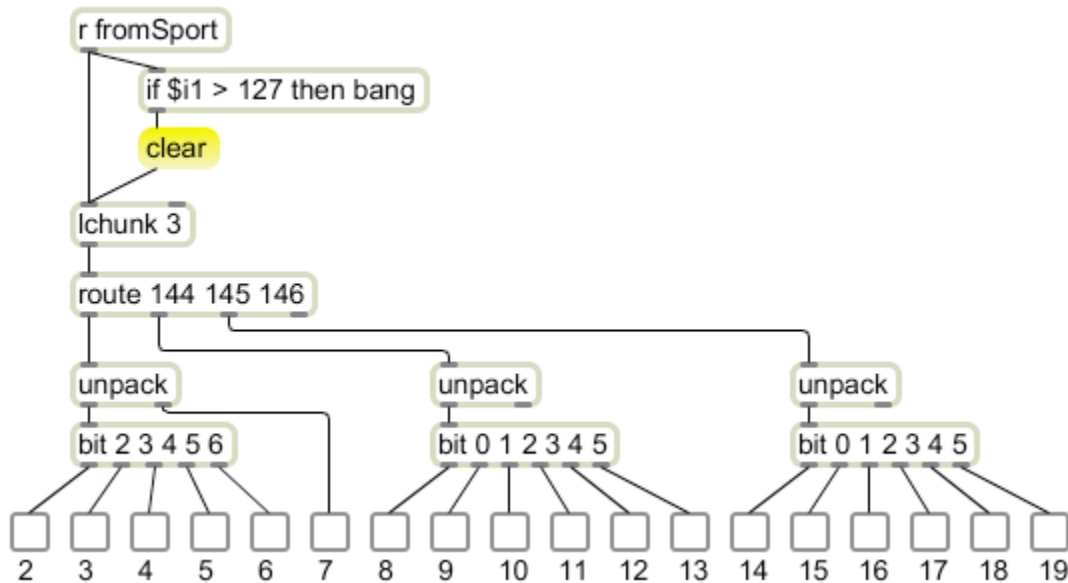 r fromSport
if $i1 > 127 then bang
clear
lchunk 3
route 144 145 146
unpack
unpack
unpack
bit 2 3 4 5 6
bit 0 1 2 3 4 5
bit 0 1 2 3 4 5
2 3 4 5 6 7 8 9 10 11 12 13 14 15 16 17 18 19